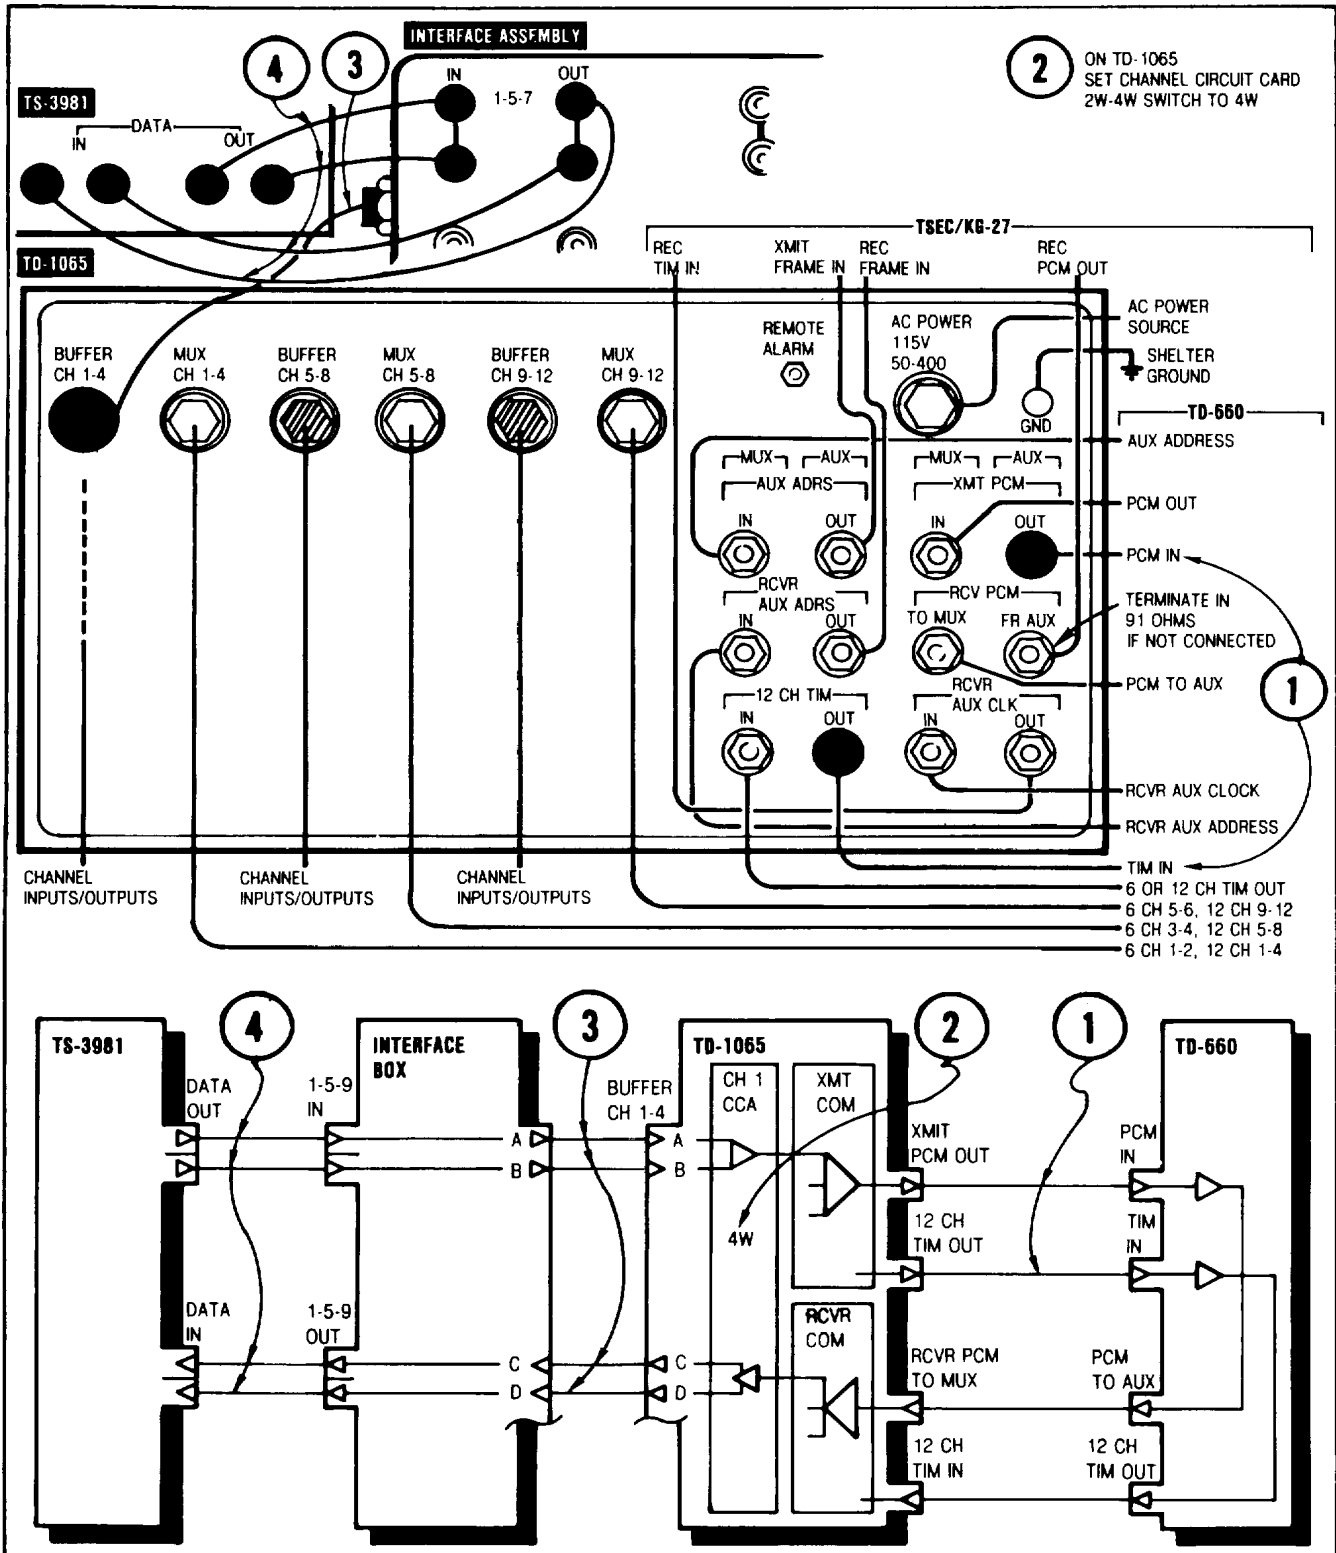 INTERFACE ASSEMBLY
4
3
2
ON TD-1065
SET CHANNEL CIRCUIT CARD
2W-4W SWITCH TO 4W
TS-3981
DATA
IN
OUT
IN
1-5-7
OUT
TD-1065
TSEC/KG-27
REC
TIM IN
XMIT
FRAME IN
REC
FRAME IN
REC
PCM OUT
BUFFER
CH 1-4
MUX
CH 1-4
BUFFER
CH 5-8
MUX
CH 5-8
BUFFER
CH 9-12
MUX
CH 9-12
REMOTE
ALARM
AC POWER
115V
50-400
GND
AC POWER
SOURCE
SHELTER
GROUND
TD-660
AUX ADDRESS
MUX
AUX
AUX ADRS
IN
OUT
MUX
AUX
XMT PCM
IN
OUT
PCM OUT
PCM IN
RCVR
AUX ADRS
IN
OUT
RCV PCM
TO MUX
FR AUX
TERMINATE IN
91 OHMS
IF NOT CONNECTED
PCM TO AUX
1
12 CH TIM
IN
OUT
RCVR
AUX CLK
IN
OUT
RCVR AUX CLOCK
RCVR AUX ADDRESS
TIM IN
6 OR 12 CH TIM OUT
6 CH 5-6, 12 CH 9-12
6 CH 3-4, 12 CH 5-8
6 CH 1-2, 12 CH 1-4
CHANNEL
INPUTS/OUTPUTS
CHANNEL
INPUTS/OUTPUTS
CHANNEL
INPUTS/OUTPUTS
4
3
2
1
TS-3981
DATA
OUT
DATA
IN
INTERFACE
BOX
1-5-9
IN
1-5-9
OUT
A
B
C
D
TD-1065
BUFFER
CH 1-4
A
B
C
D
CH 1
CCA
4W
XMT
COM
RCVR
COM
XMIT
PCM OUT
12 CH
TIM OUT
RCVR PCM
TO MUX
12 CH
TIM IN
TD-660
PCM
IN
TIM
IN
PCM
TO AUX
12 CH
TIM OUT